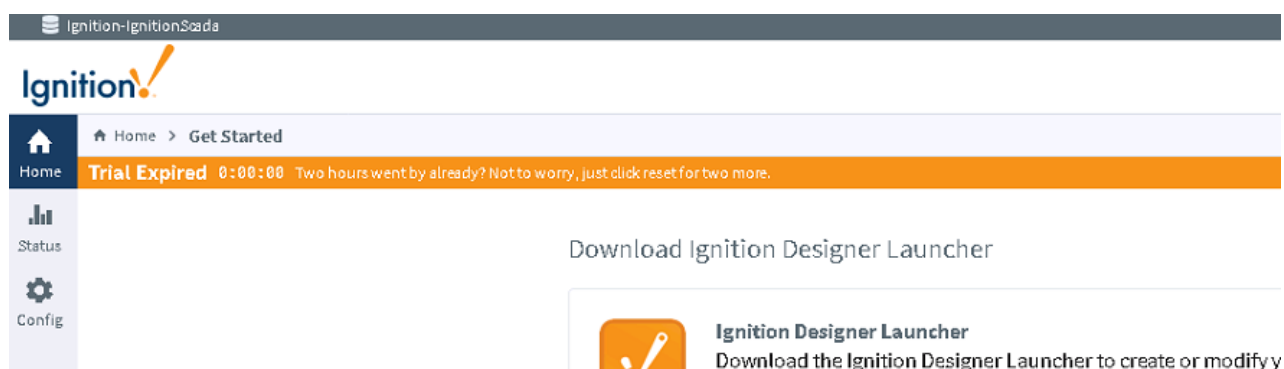 Ignition-IgnitionScada
Ignition!
Home > Get Started
Home
Trial Expired 0:00:00 Two hours went by already? Not to worry, just click reset for two more.
Status
Download Ignition Designer Launcher
Config
Ignition Designer Launcher
Download the Ignition Designer Launcher to create or modify y